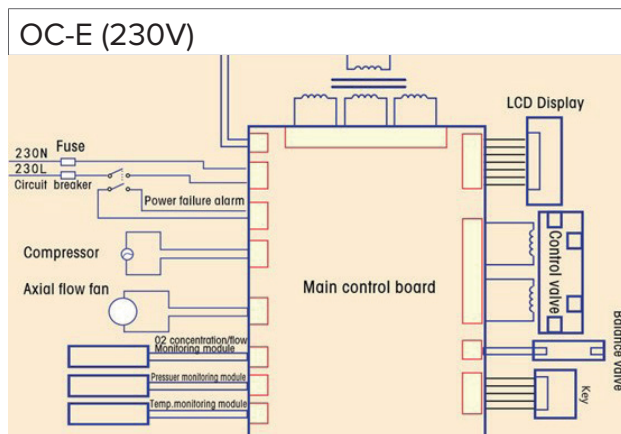 OC-E (230V)
LCD Display
230N
Fuse
230L
Circuit breaker
Power failure alarm
Control valve
Compressor
Main control board
Axial flow fan
O2 concentration/flow
Monitoring module
Balance valve
Pressuer monitoring module
Key
Temp.monitoring module